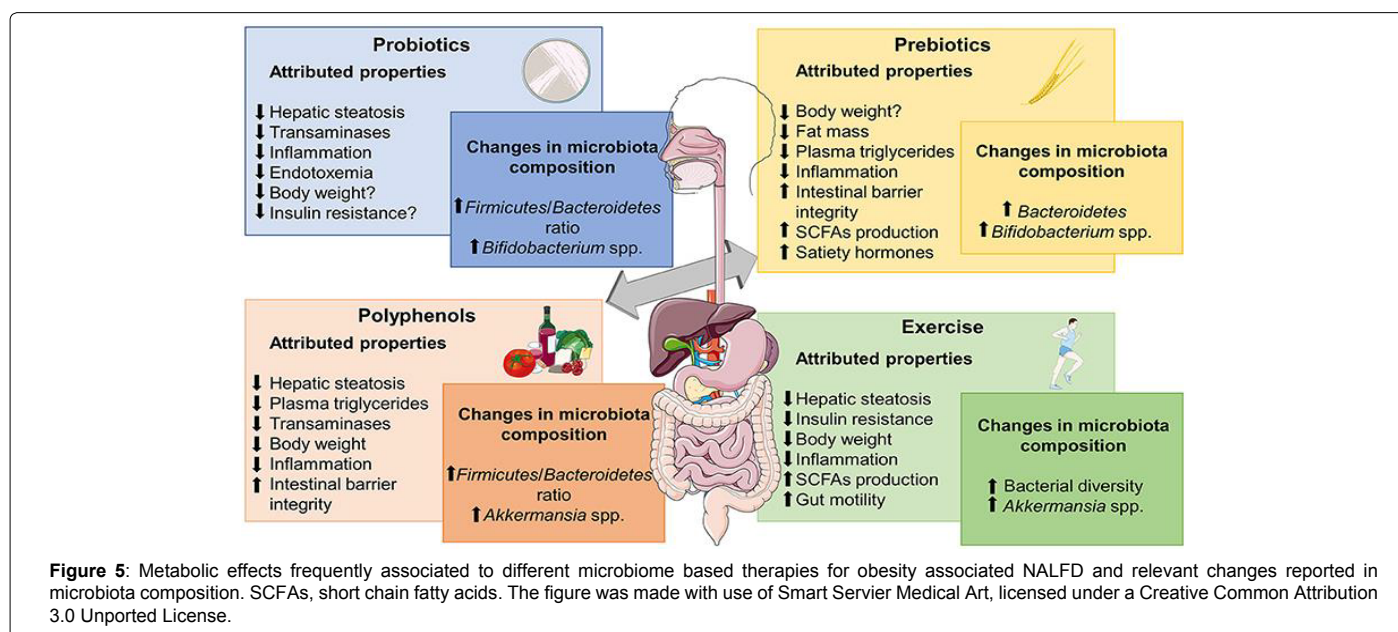 Probiotics
Attributed properties
⬇ Hepatic steatosis
⬇ Transaminases
⬇ Inflammation
⬇ Endotoxemia
⬇ Body weight?
⬇ Insulin resistance?
Changes in microbiota
composition
⬆ Firmicutes/Bacteroidetes
ratio
⬆ Bifidobacterium spp.
Prebiotics
Attributed properties
⬇ Body weight?
⬇ Fat mass
⬇ Plasma triglycerides
⬇ Inflammation
⬆ Intestinal barrier
integrity
⬆ SCFAs production
⬆ Satiety hormones
Changes in microbiota
composition
⬆ Bacteroidetes
⬆ Bifidobacterium spp.
Polyphenols
Attributed properties
⬇ Hepatic steatosis
⬇ Plasma triglycerides
⬇ Transaminases
⬇ Body weight
⬇ Inflammation
⬆ Intestinal barrier
integrity
Changes in microbiota
composition
⬆ Firmicutes/Bacteroidetes
ratio
⬆ Akkermansia spp.
Exercise
Attributed properties
⬇ Hepatic steatosis
⬇ Insulin resistance
⬇ Body weight
⬇ Inflammation
⬆ SCFAs production
⬆ Gut motility
Changes in microbiota
composition
⬆ Bacterial diversity
⬆ Akkermansia spp.
Figure 5: Metabolic effects frequently associated to different microbiome based therapies for obesity associated NALFD and relevant changes reported in
microbiota composition. SCFAs, short chain fatty acids. The figure was made with use of Smart Servier Medical Art, licensed under a Creative Common Attribution
3.0 Unported License.